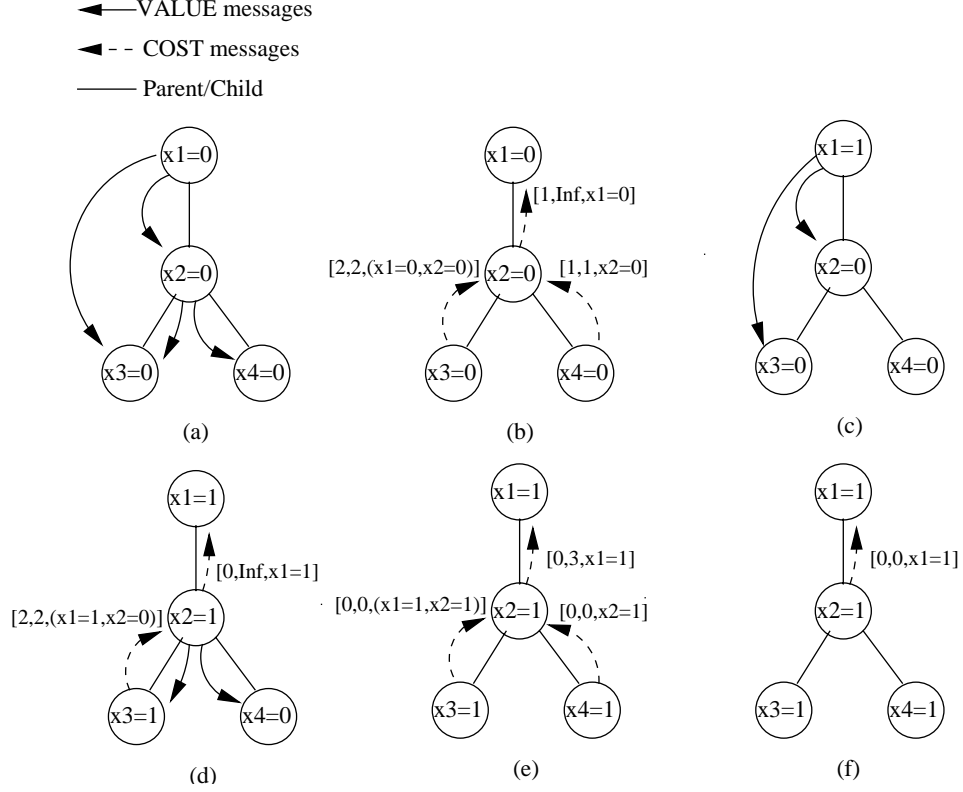 VALUE messages
COST messages
Parent/Child
x1=0
x2=0
x3=0
x4=0
(a)
x1=0
[1,Inf,x1=0]
[2,2,(x1=0,x2=0)]
x2=0
[1,1,x2=0]
x3=0
x4=0
(b)
x1=1
x2=0
x3=0
x4=0
(c)
x1=1
[0,Inf,x1=1]
[2,2,(x1=1,x2=0)]
x2=1
x3=1
x4=0
(d)
x1=1
[0,3,x1=1]
[0,0,(x1=1,x2=1)]
x2=1
[0,0,x2=1]
x3=1
x4=1
(e)
x1=1
[0,0,x1=1]
x2=1
x3=1
x4=1
(f)